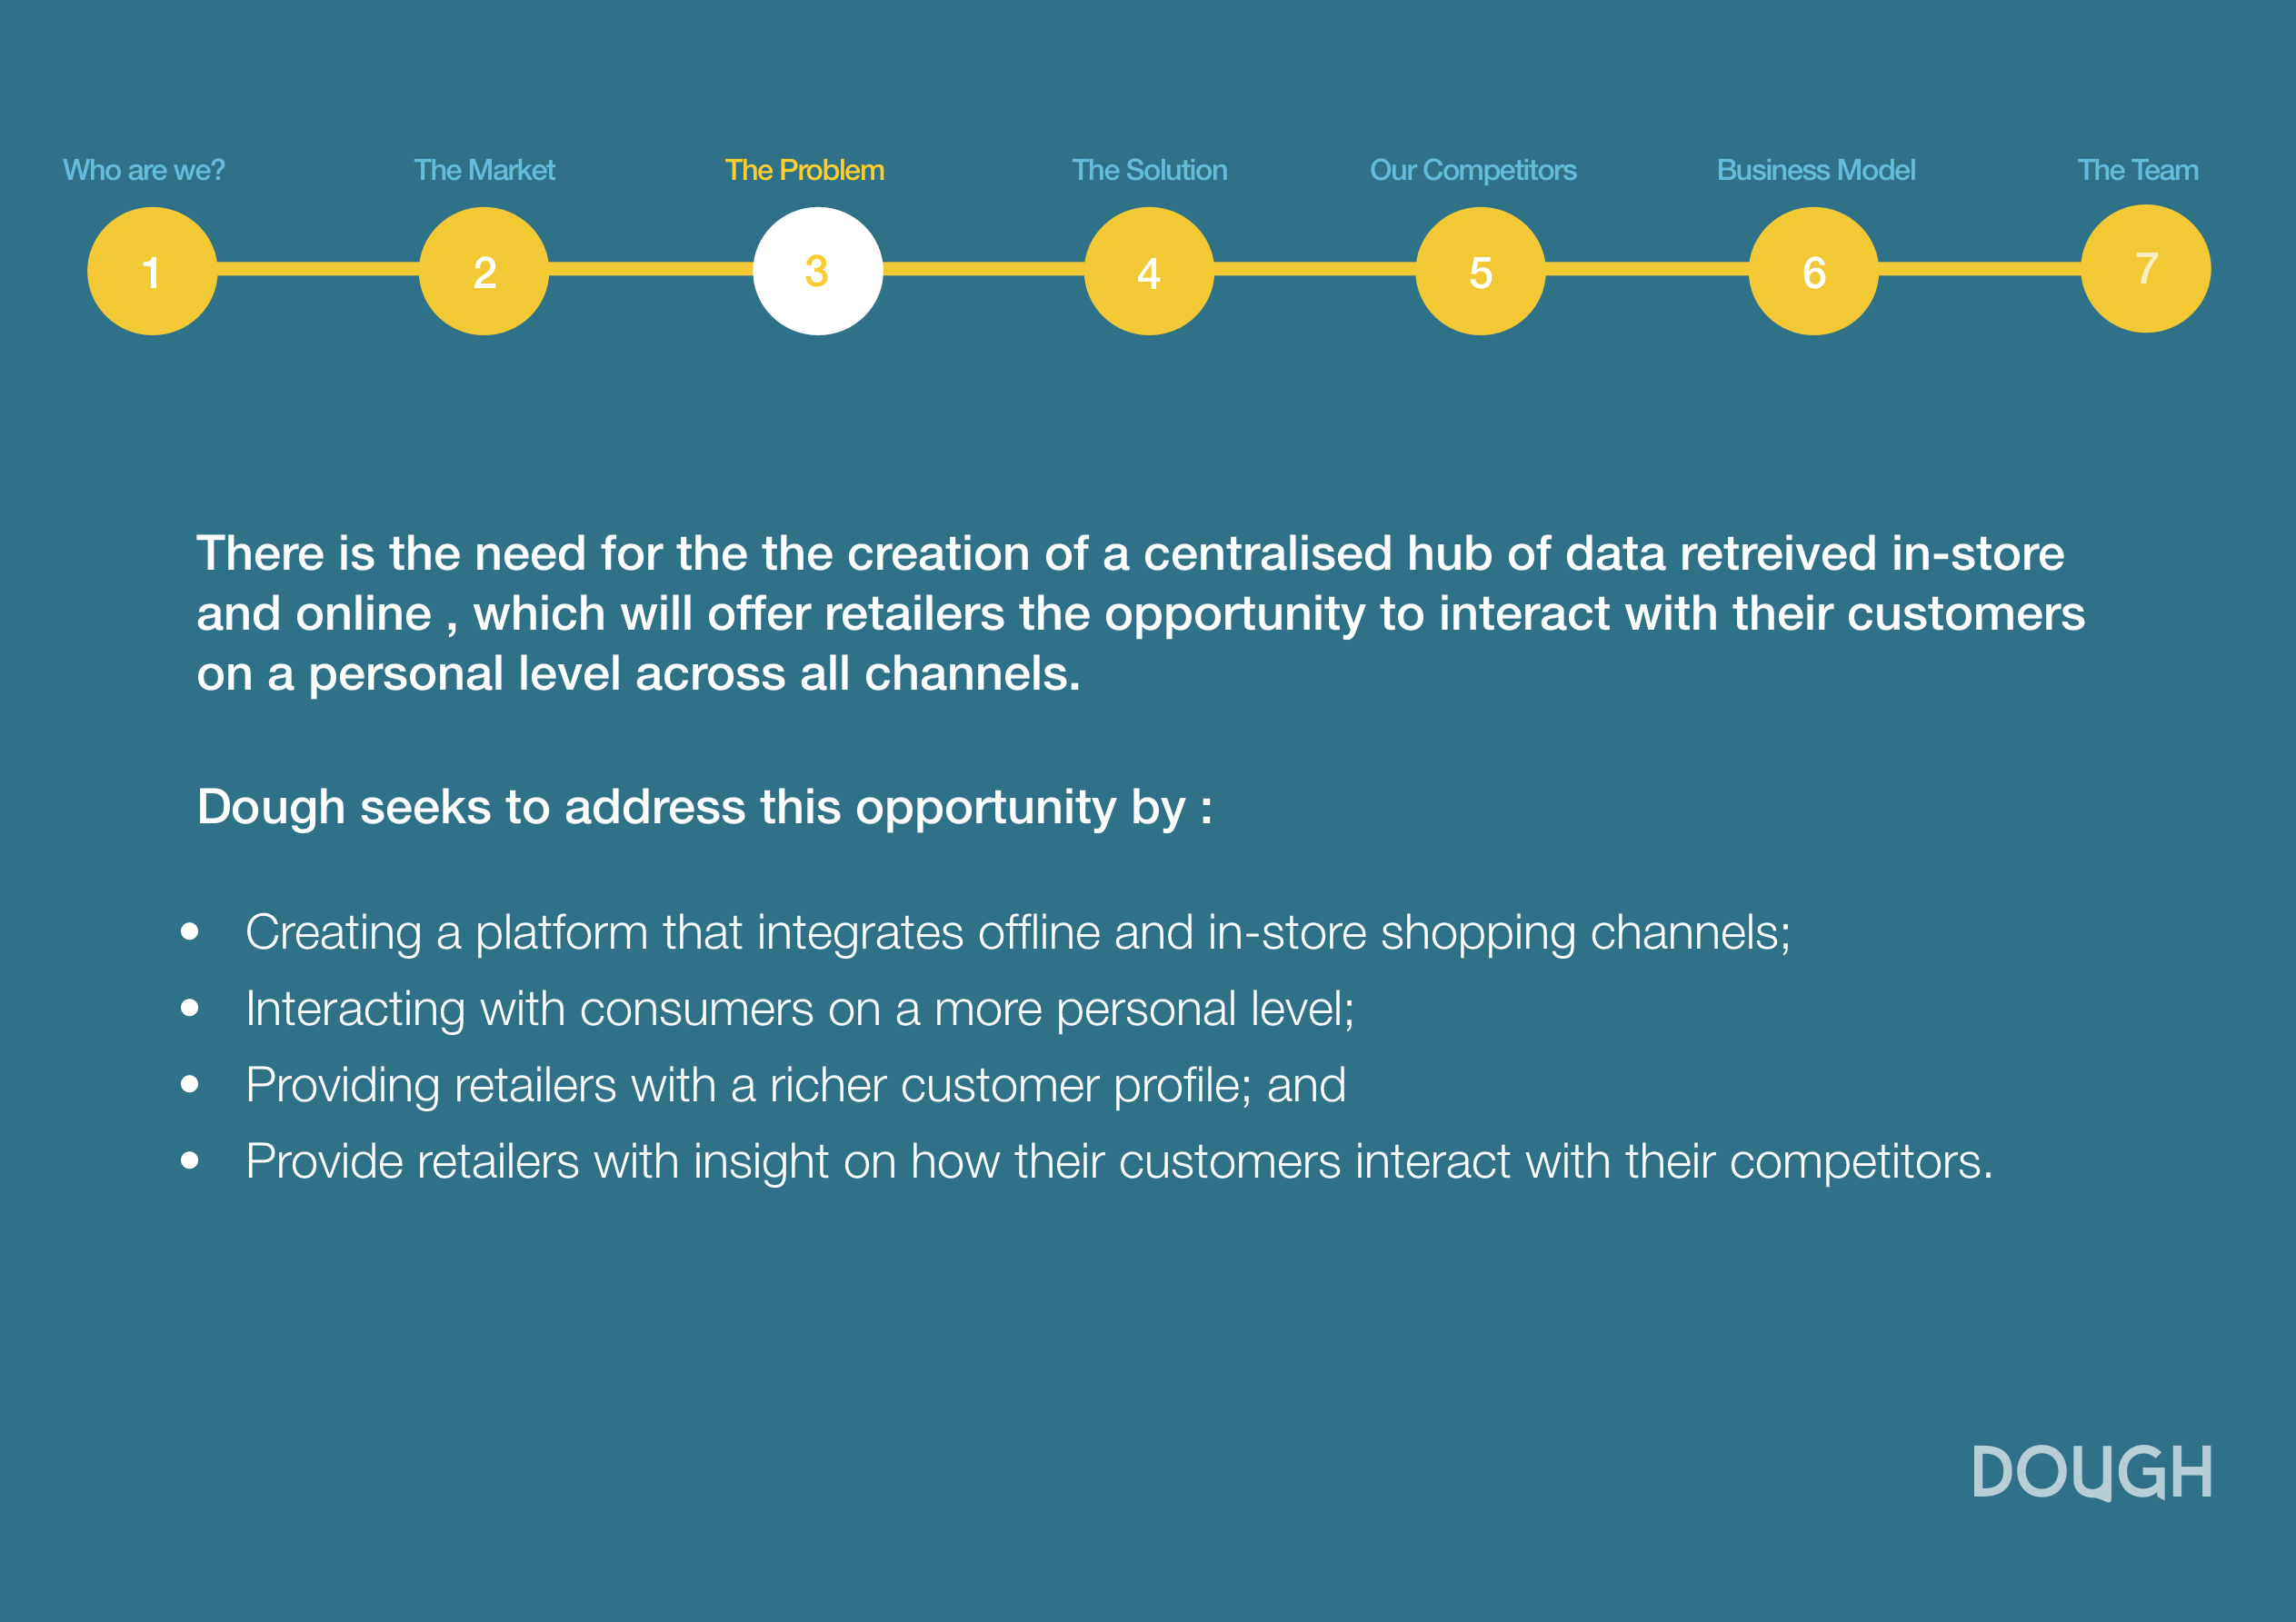 Who are we? The Market The Problem The Solution Our Competitors Business Model The Team
1 2 3 4 5 6 7
There is the need for the the creation of a centralised hub of data retreived in-store
and online , which will offer retailers the opportunity to interact with their customers
on a personal level across all channels.
Dough seeks to address this opportunity by :
• Creating a platform that integrates offline and in-store shopping channels;
• Interacting with consumers on a more personal level;
• Providing retailers with a richer customer profile; and
• Provide retailers with insight on how their customers interact with their competitors.
DOUGH